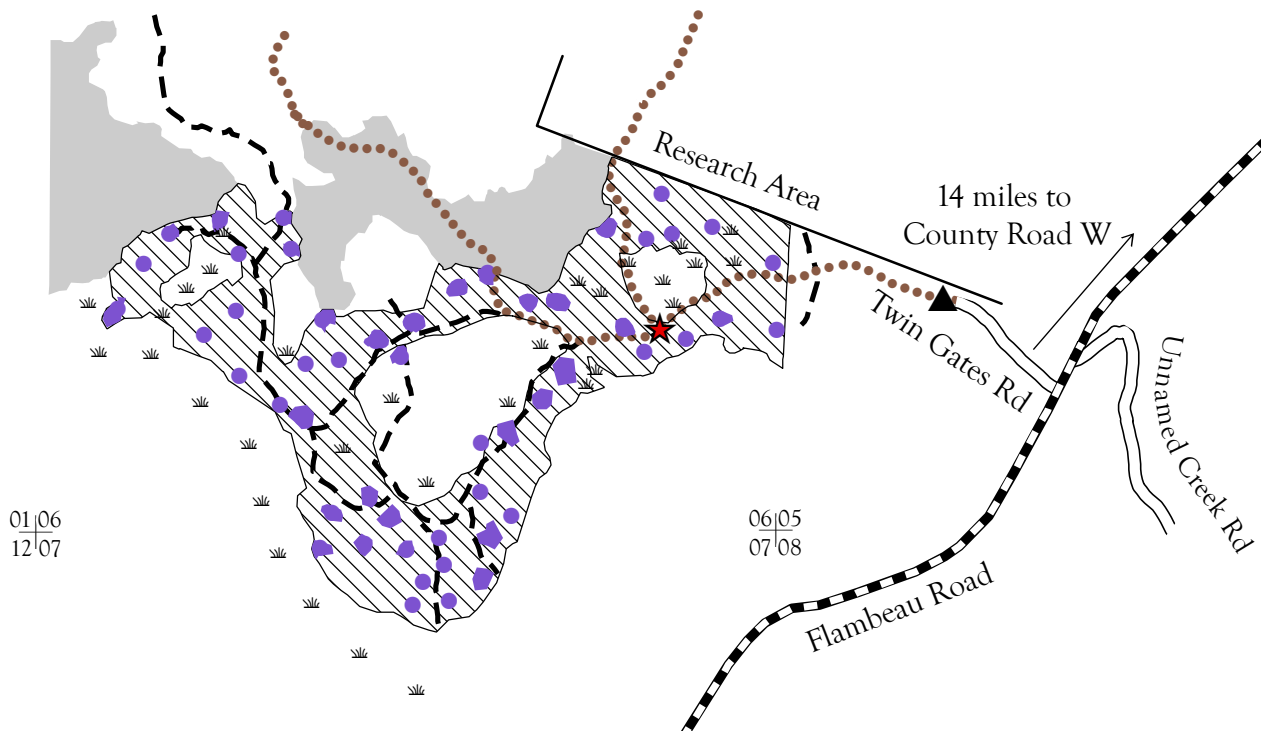 Research Area
14 miles to
County Road W
Twin Gates Rd
Unnamed Creek Rd
01 06
12 07
06 05
07 08
Flambeau Road